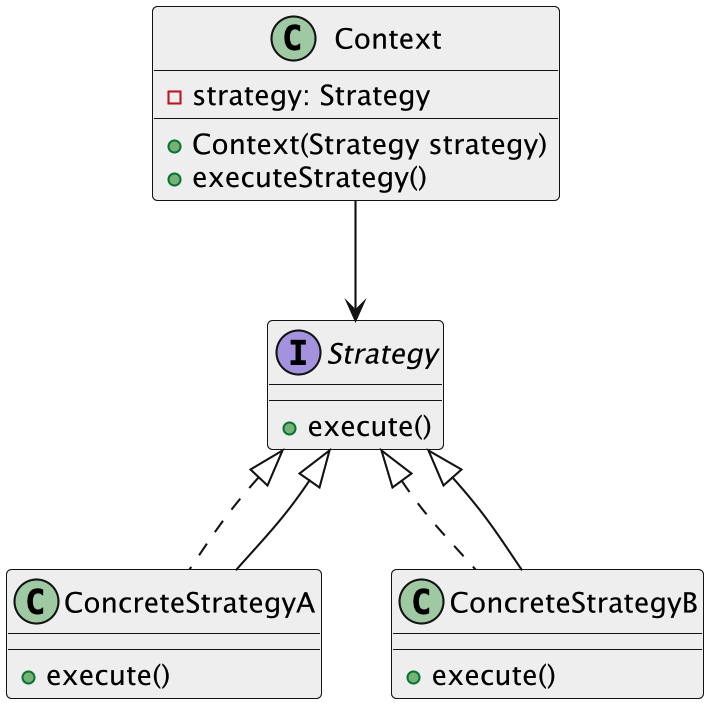 C Context
strategy: Strategy
Context(Strategy strategy)
executeStrategy()
I Strategy
execute()
C ConcreteStrategyA
execute()
C ConcreteStrategyB
execute()